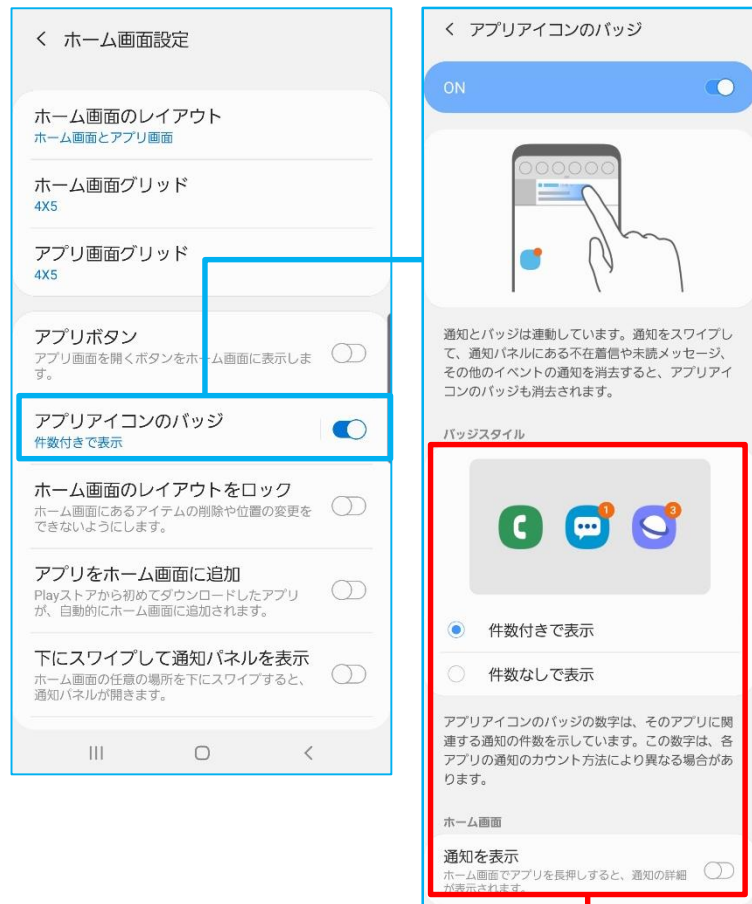 ホーム画面設定
ホーム画面のレイアウト
ホーム画面とアプリ画面
ホーム画面グリッド
4X5
アプリ画面グリッド
4X5
アプリボタン
アプリ画面を開くボタンをホーム画面に表示しま
す。
アプリアイコンのバッジ
件数付きで表示
ホーム画面のレイアウトをロック
ホーム画面にあるアイテムの削除や位置の変更を
できないようにします。
アプリをホーム画面に追加
Playストアから初めてダウンロードしたアプリ
が、自動的にホーム画面に追加されます。
下にスワイプして通知パネルを表示
ホーム画面の任意の場所を下にスワイプすると、
通知パネルが開きます。
アプリアイコンのバッジ
ON
通知とバッジは連動しています。通知をスワイプし
て、通知パネルにある不在着信や未読メッセージ、
その他のイベントの通知を消去すると、アプリアイ
コンのバッジも消去されます。
バッジスタイル
1
3
件数付きで表示
件数なしで表示
アプリアイコンのバッジの数字は、そのアプリに関
連する通知の件数を示しています。この数字は、各
アプリの通知のカウント方法により異なる場合があ
ります。
ホーム画面
通知を表示
ホーム画面でアプリを長押しすると、通知の詳細
が表示されます。